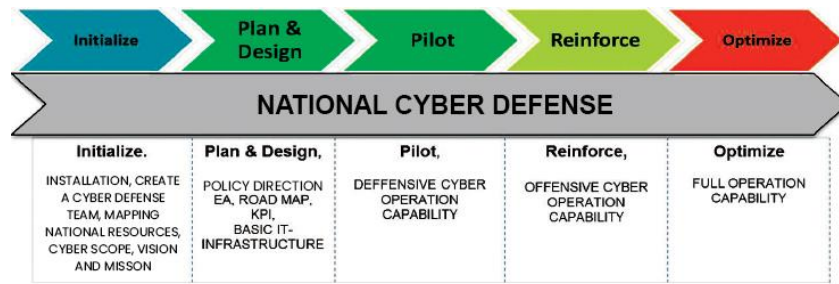 Initialize
Plan &
Design
Pilot
Reinforce
Optimize
NATIONAL CYBER DEFENSE
Initialize.
INSTALLATION, CREATE
A CYBER DEFENSE
TEAM, MAPPING
NATIONAL RESOURCES,
CYBER SCOPE, VISION
AND MISSON
Plan & Design,
POLICY DIRECTION
EA, ROAD MAP,
KPI,
BASIC IT-
INFRASTRUCTURE
Pilot,
DEFFENSIVE CYBER
OPERATION
CAPABILITY
Reinforce,
OFFENSIVE CYBER
OPERATION
CAPABILITY
Optimize
FULL OPERATION
CAPABILITY